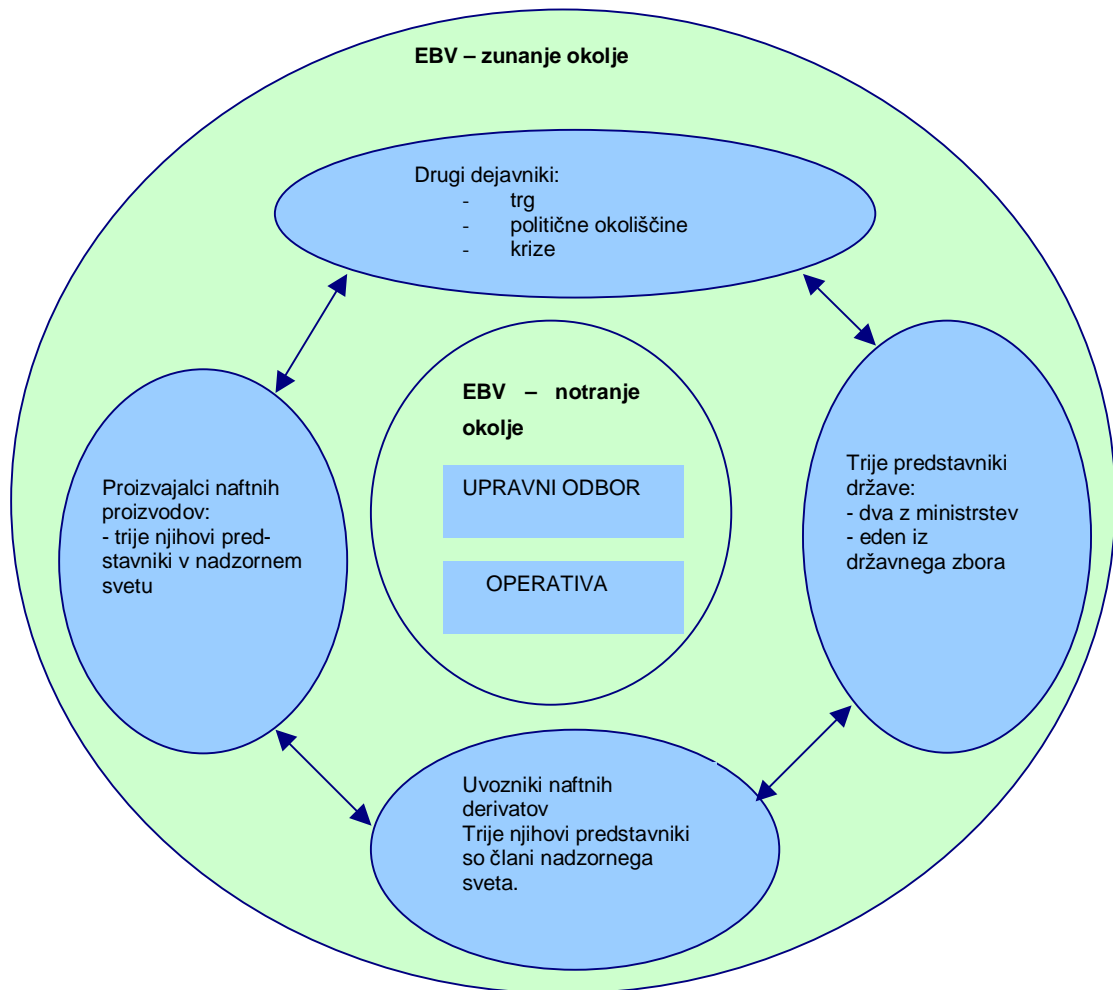 EBV – zunanje okolje
Drugi dejavniki:
- trg
- politične okoliščine
- krize
EBV – notranje
okolje
UPRAVNI ODBOR
OPERATIVA
Proizvajalci naftnih
proizvodov:
- trije njihovi pred-
stavniki v nadzornem
svetu
Trije predstavniki
države:
- dva z ministrstev
- eden iz
državnega zbora
Uvozniki naftnih
derivatov
Trije njihovi predstavniki
so člani nadzornega
sveta.